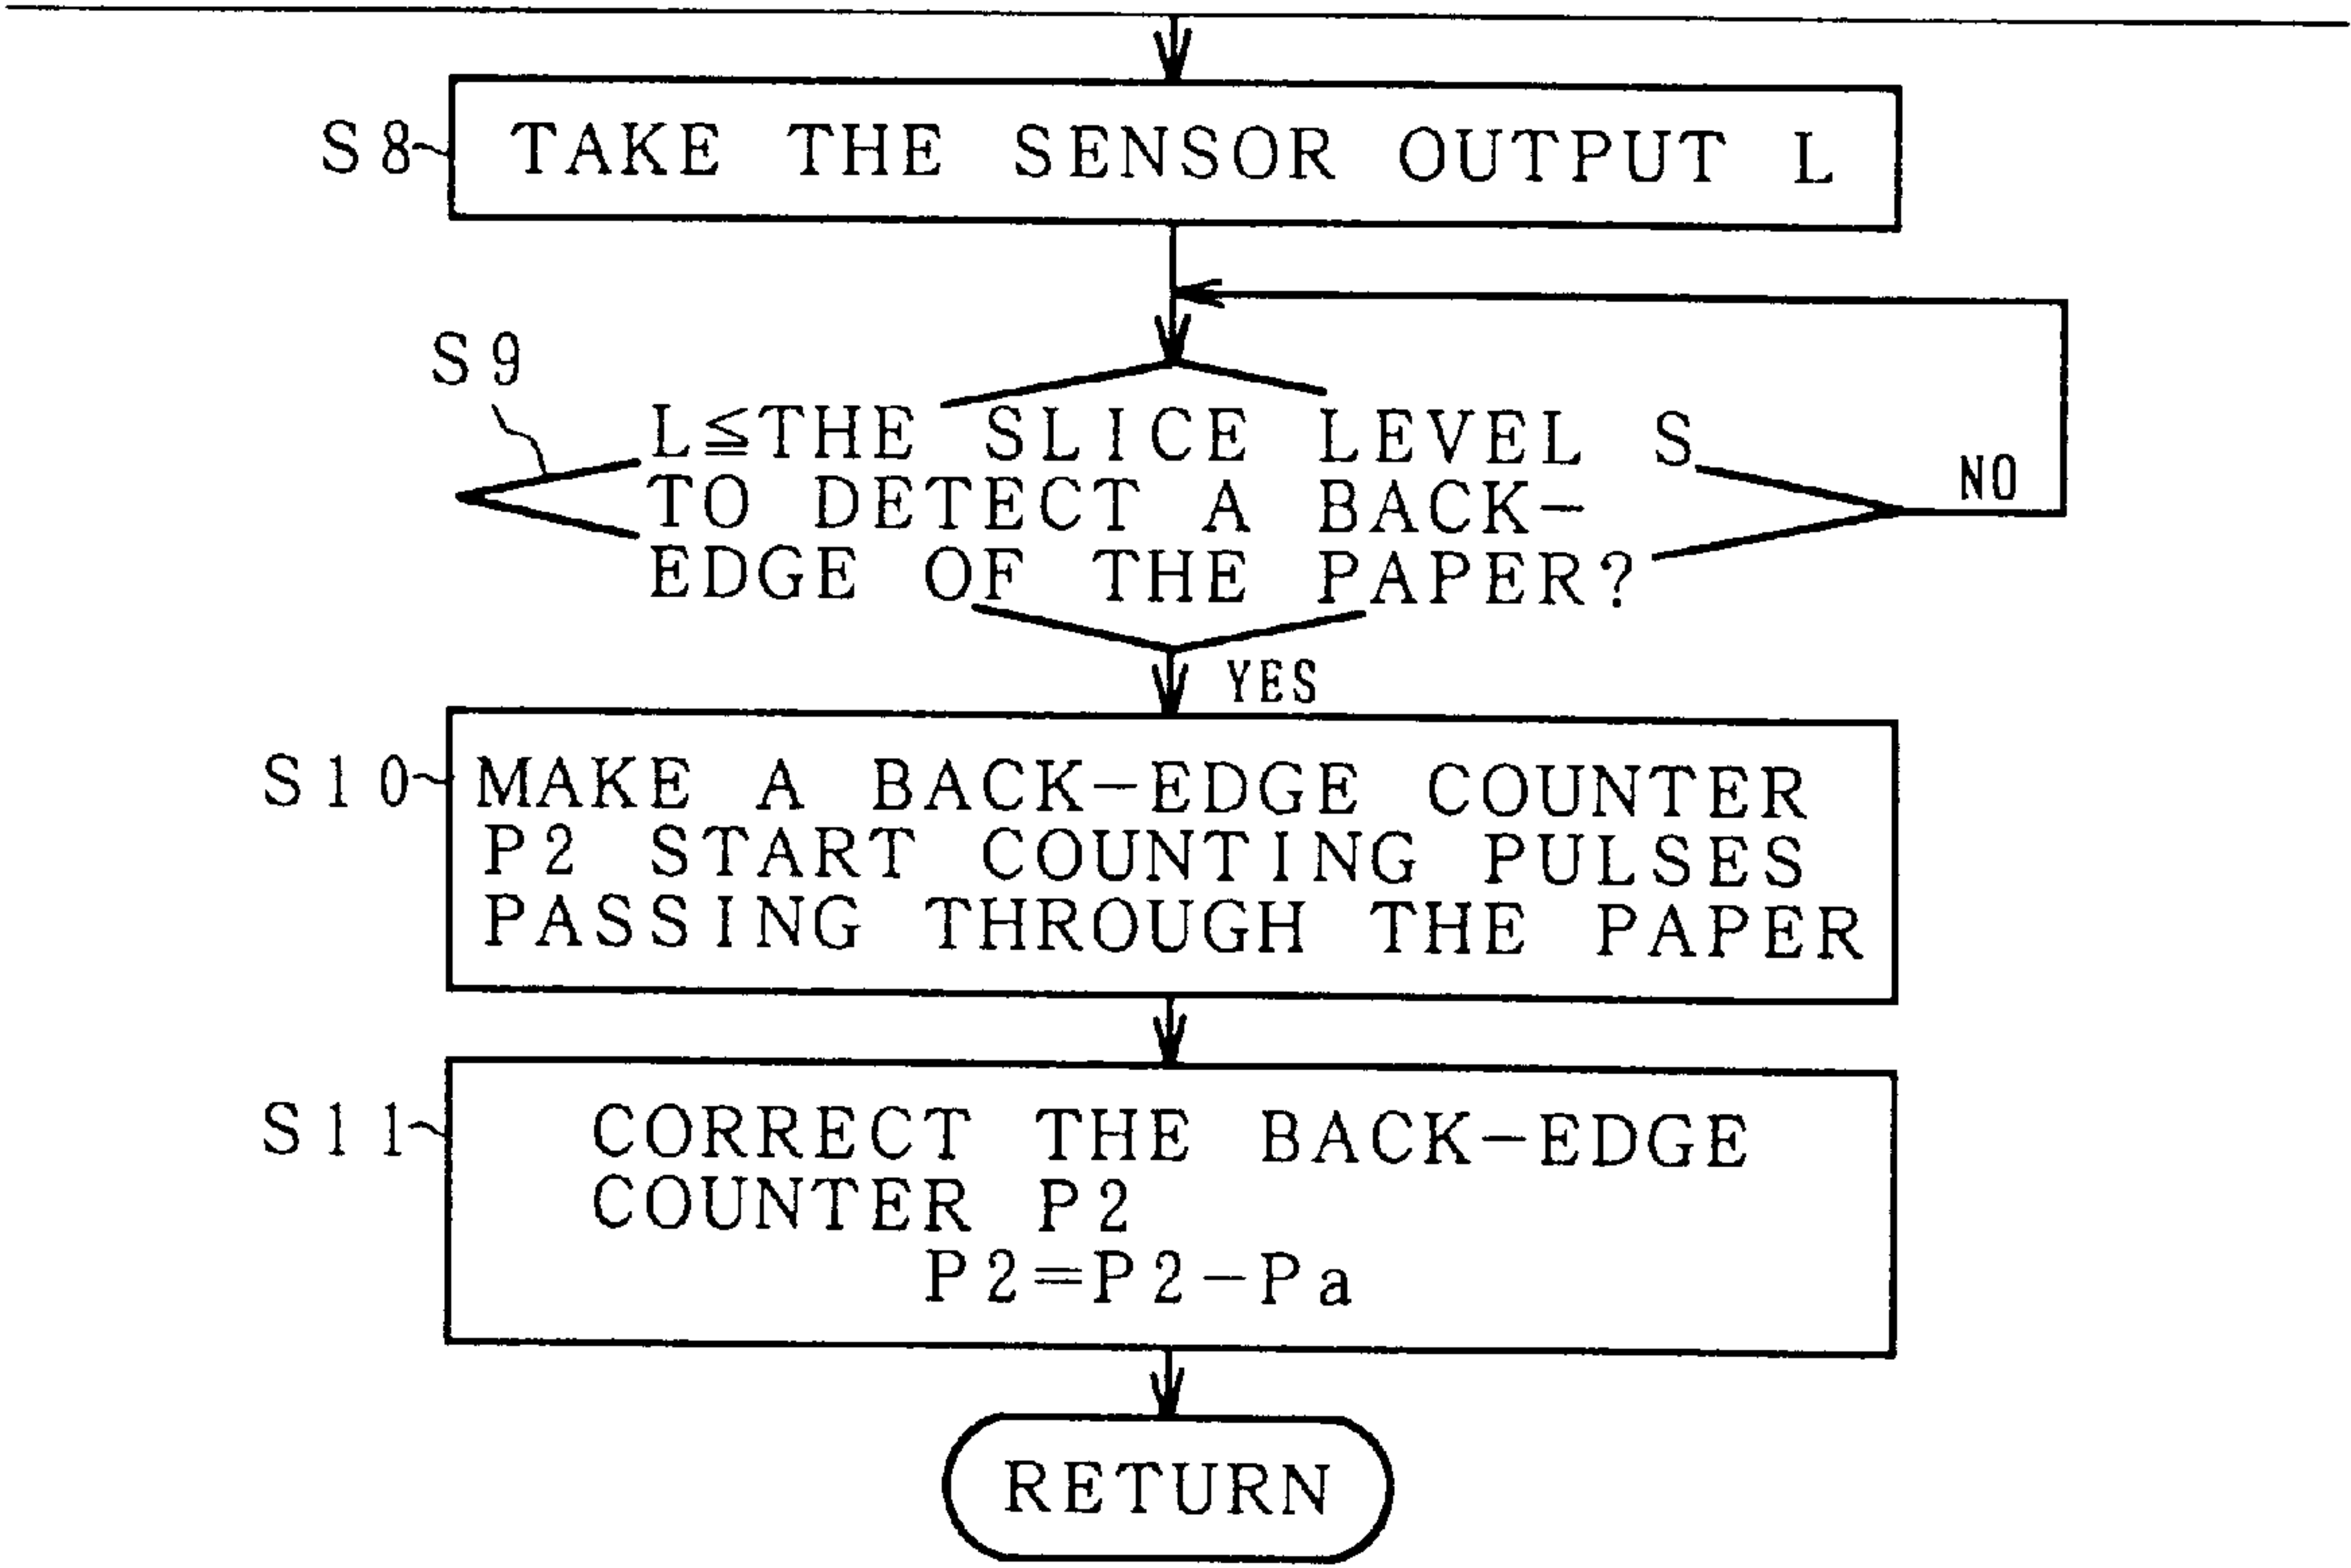 S8 TAKE THE SENSOR OUTPUT L
S9
L≦THE SLICE LEVEL S
TO DETECT A BACK-
EDGE OF THE PAPER?
NO
YES
S10 MAKE A BACK-EDGE COUNTER
P2 START COUNTING PULSES
PASSING THROUGH THE PAPER
S11 CORRECT THE BACK-EDGE
COUNTER P2
P2=P2-Pa
RETURN